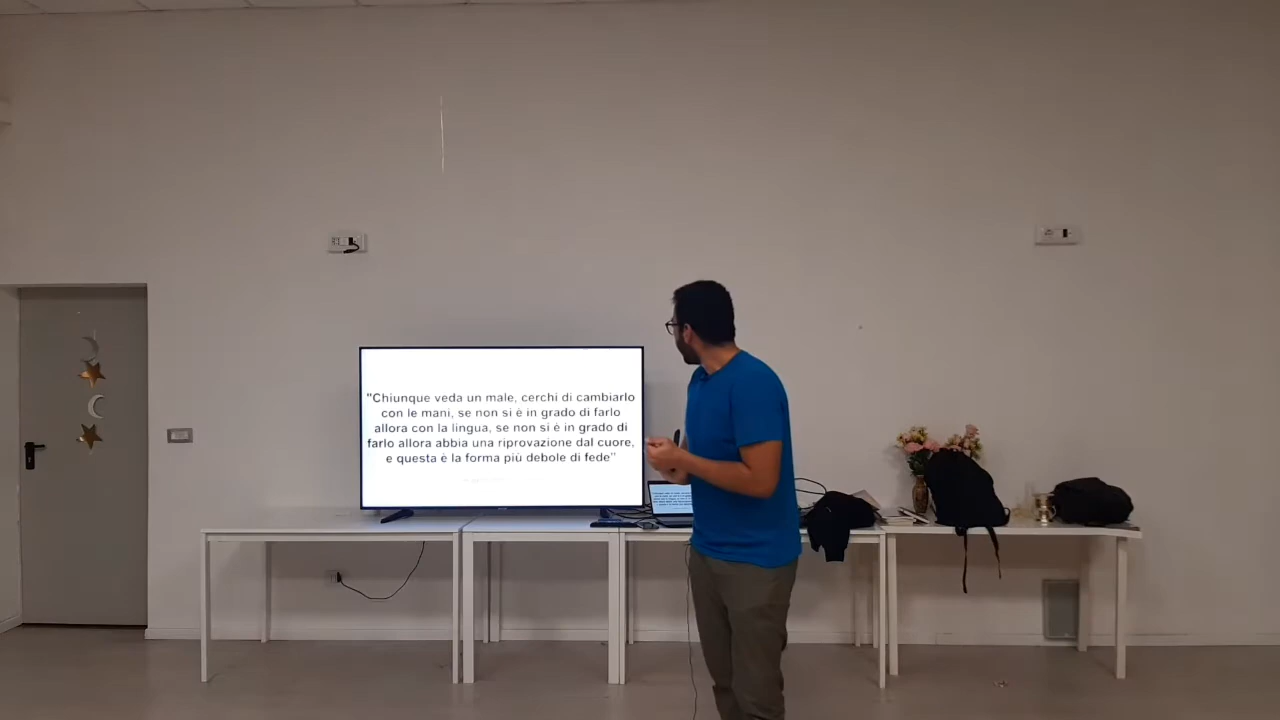 "Chiunque veda un male, cerchi di cambiarlo
con le mani, se non si è in grado di farlo
allora con la lingua, se non si è in grado di
farlo allora abbia una riprovazione dal cuore,
e questa è la forma più debole di fede"